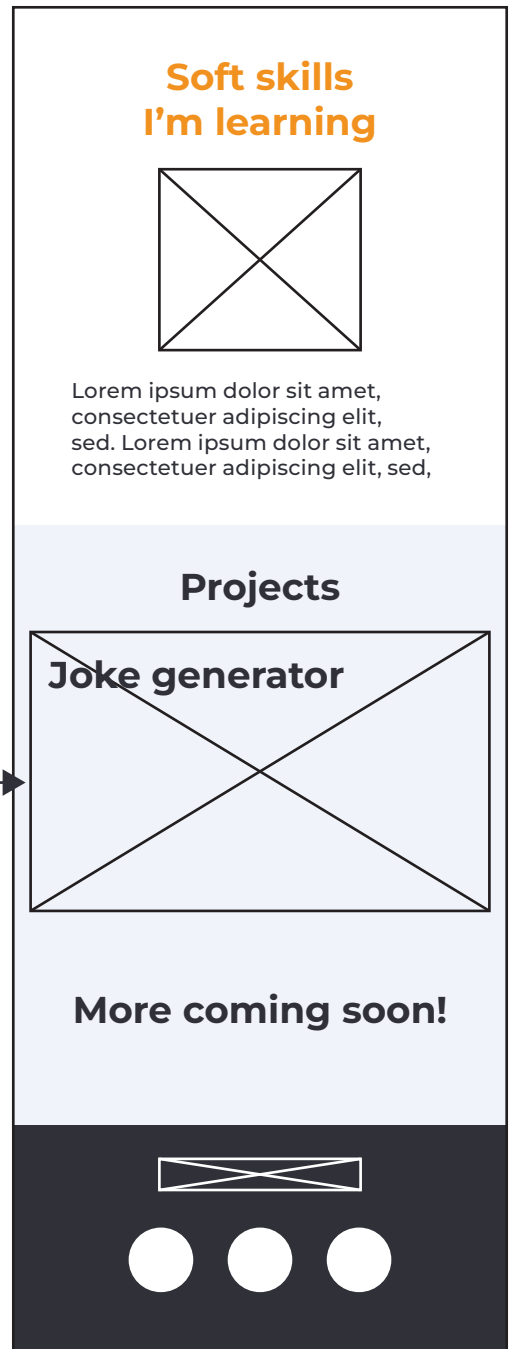 Soft skills
I’m learning
Lorem ipsum dolor sit amet,
consectetuer adipiscing elit,
sed. Lorem ipsum dolor sit amet,
consectetuer adipiscing elit, sed,
Projects
Joke generator
More coming soon!